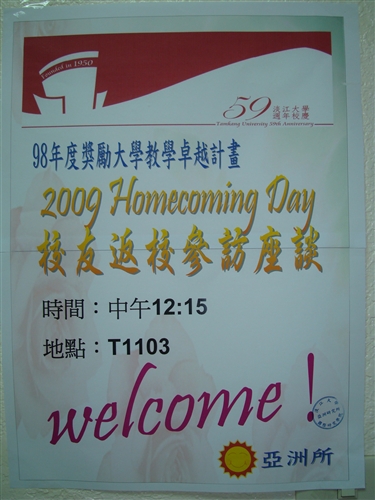 Founded in 1950
59 淡江大學
週年校慶
Tamkang University 59th Anniversary
98年度獎勵大學教學卓越計畫
2009 Homecoming Day
校友返校參訪座談
時間：中午12:15
地點：T1103
welcome!
亞洲所